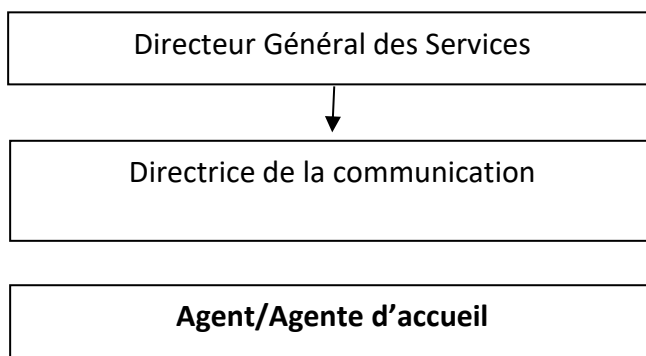 Directeur Général des Services
Directrice de la communication
Agent/Agente d’accueil